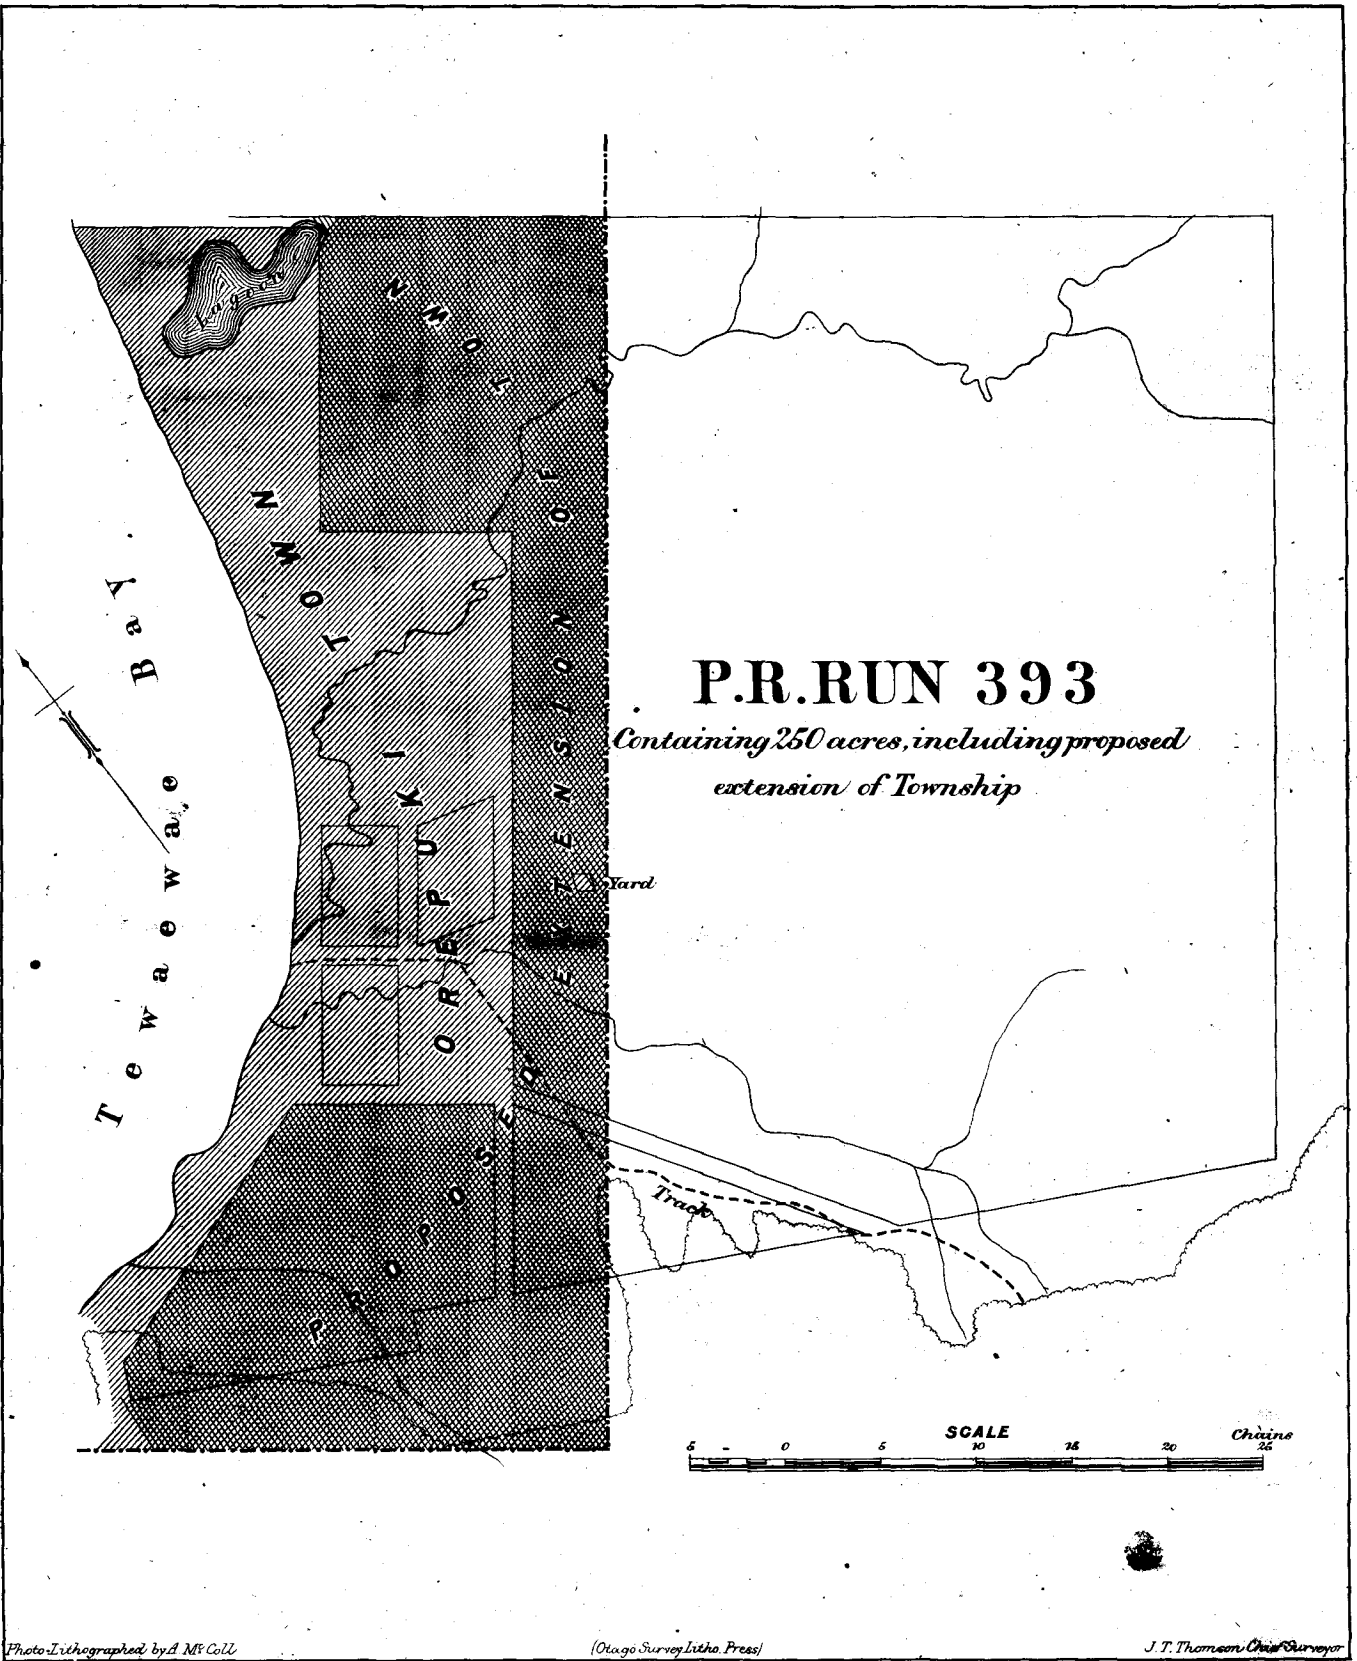 Lagoon
OREPUKI TOWN
PROPOSED EXTENSION OF TOWN
Tewaewae Bay
P.R.RUN 393
Containing 250 acres, including proposed
extension of Township
Yard
Track
SCALE
5 - 0 5 10 15 20 25 Chains
Photo-Lithographed by A. McColl
(Otago Survey Litho. Press)
J. T. Thomson Chief Surveyor